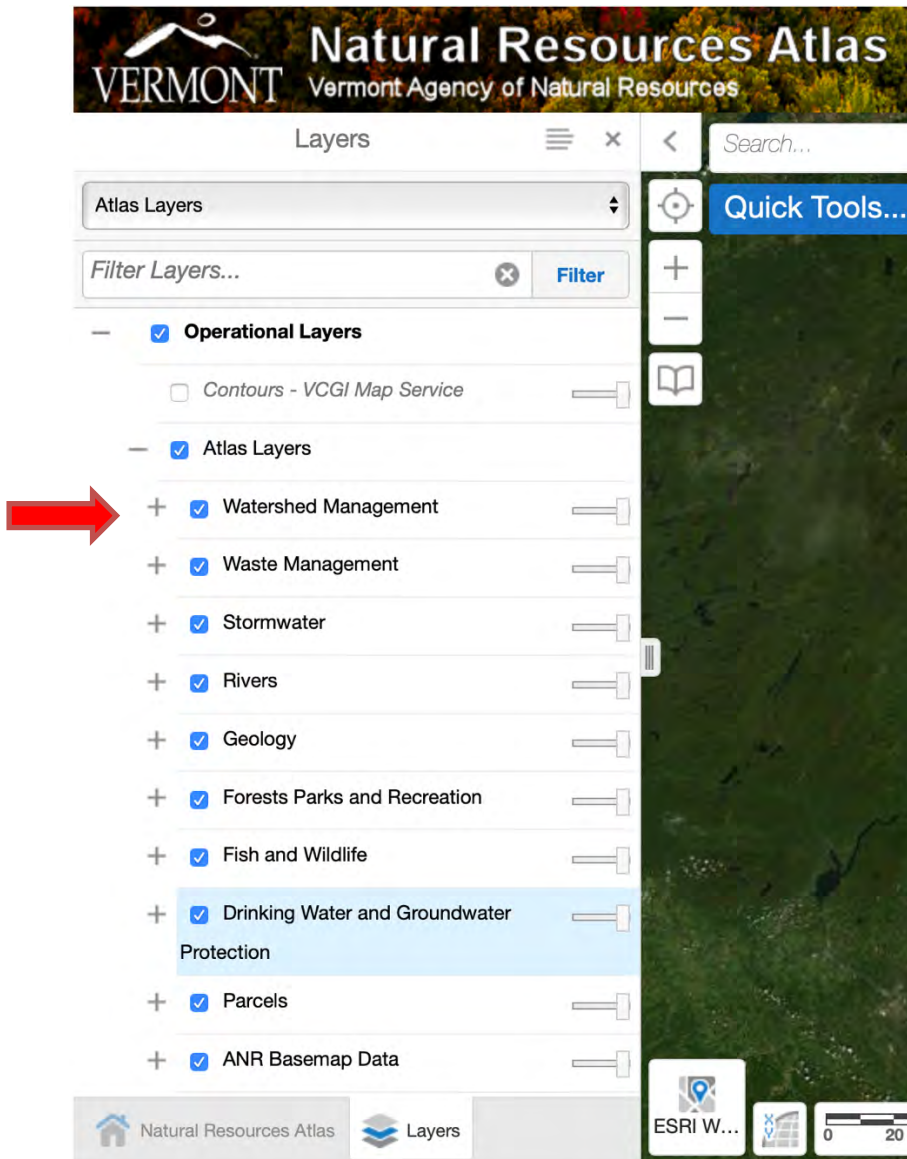 VERMONT
Natural Resources Atlas
Vermont Agency of Natural Resources
Layers
Search...
Atlas Layers
Quick Tools...
Filter Layers...
Filter
Operational Layers
Contours - VCGI Map Service
Atlas Layers
Watershed Management
Waste Management
Stormwater
Rivers
Geology
Forests Parks and Recreation
Fish and Wildlife
Drinking Water and Groundwater
Protection
Parcels
ANR Basemap Data
Natural Resources Atlas
Layers
ESRI W...
X,Y
0 20